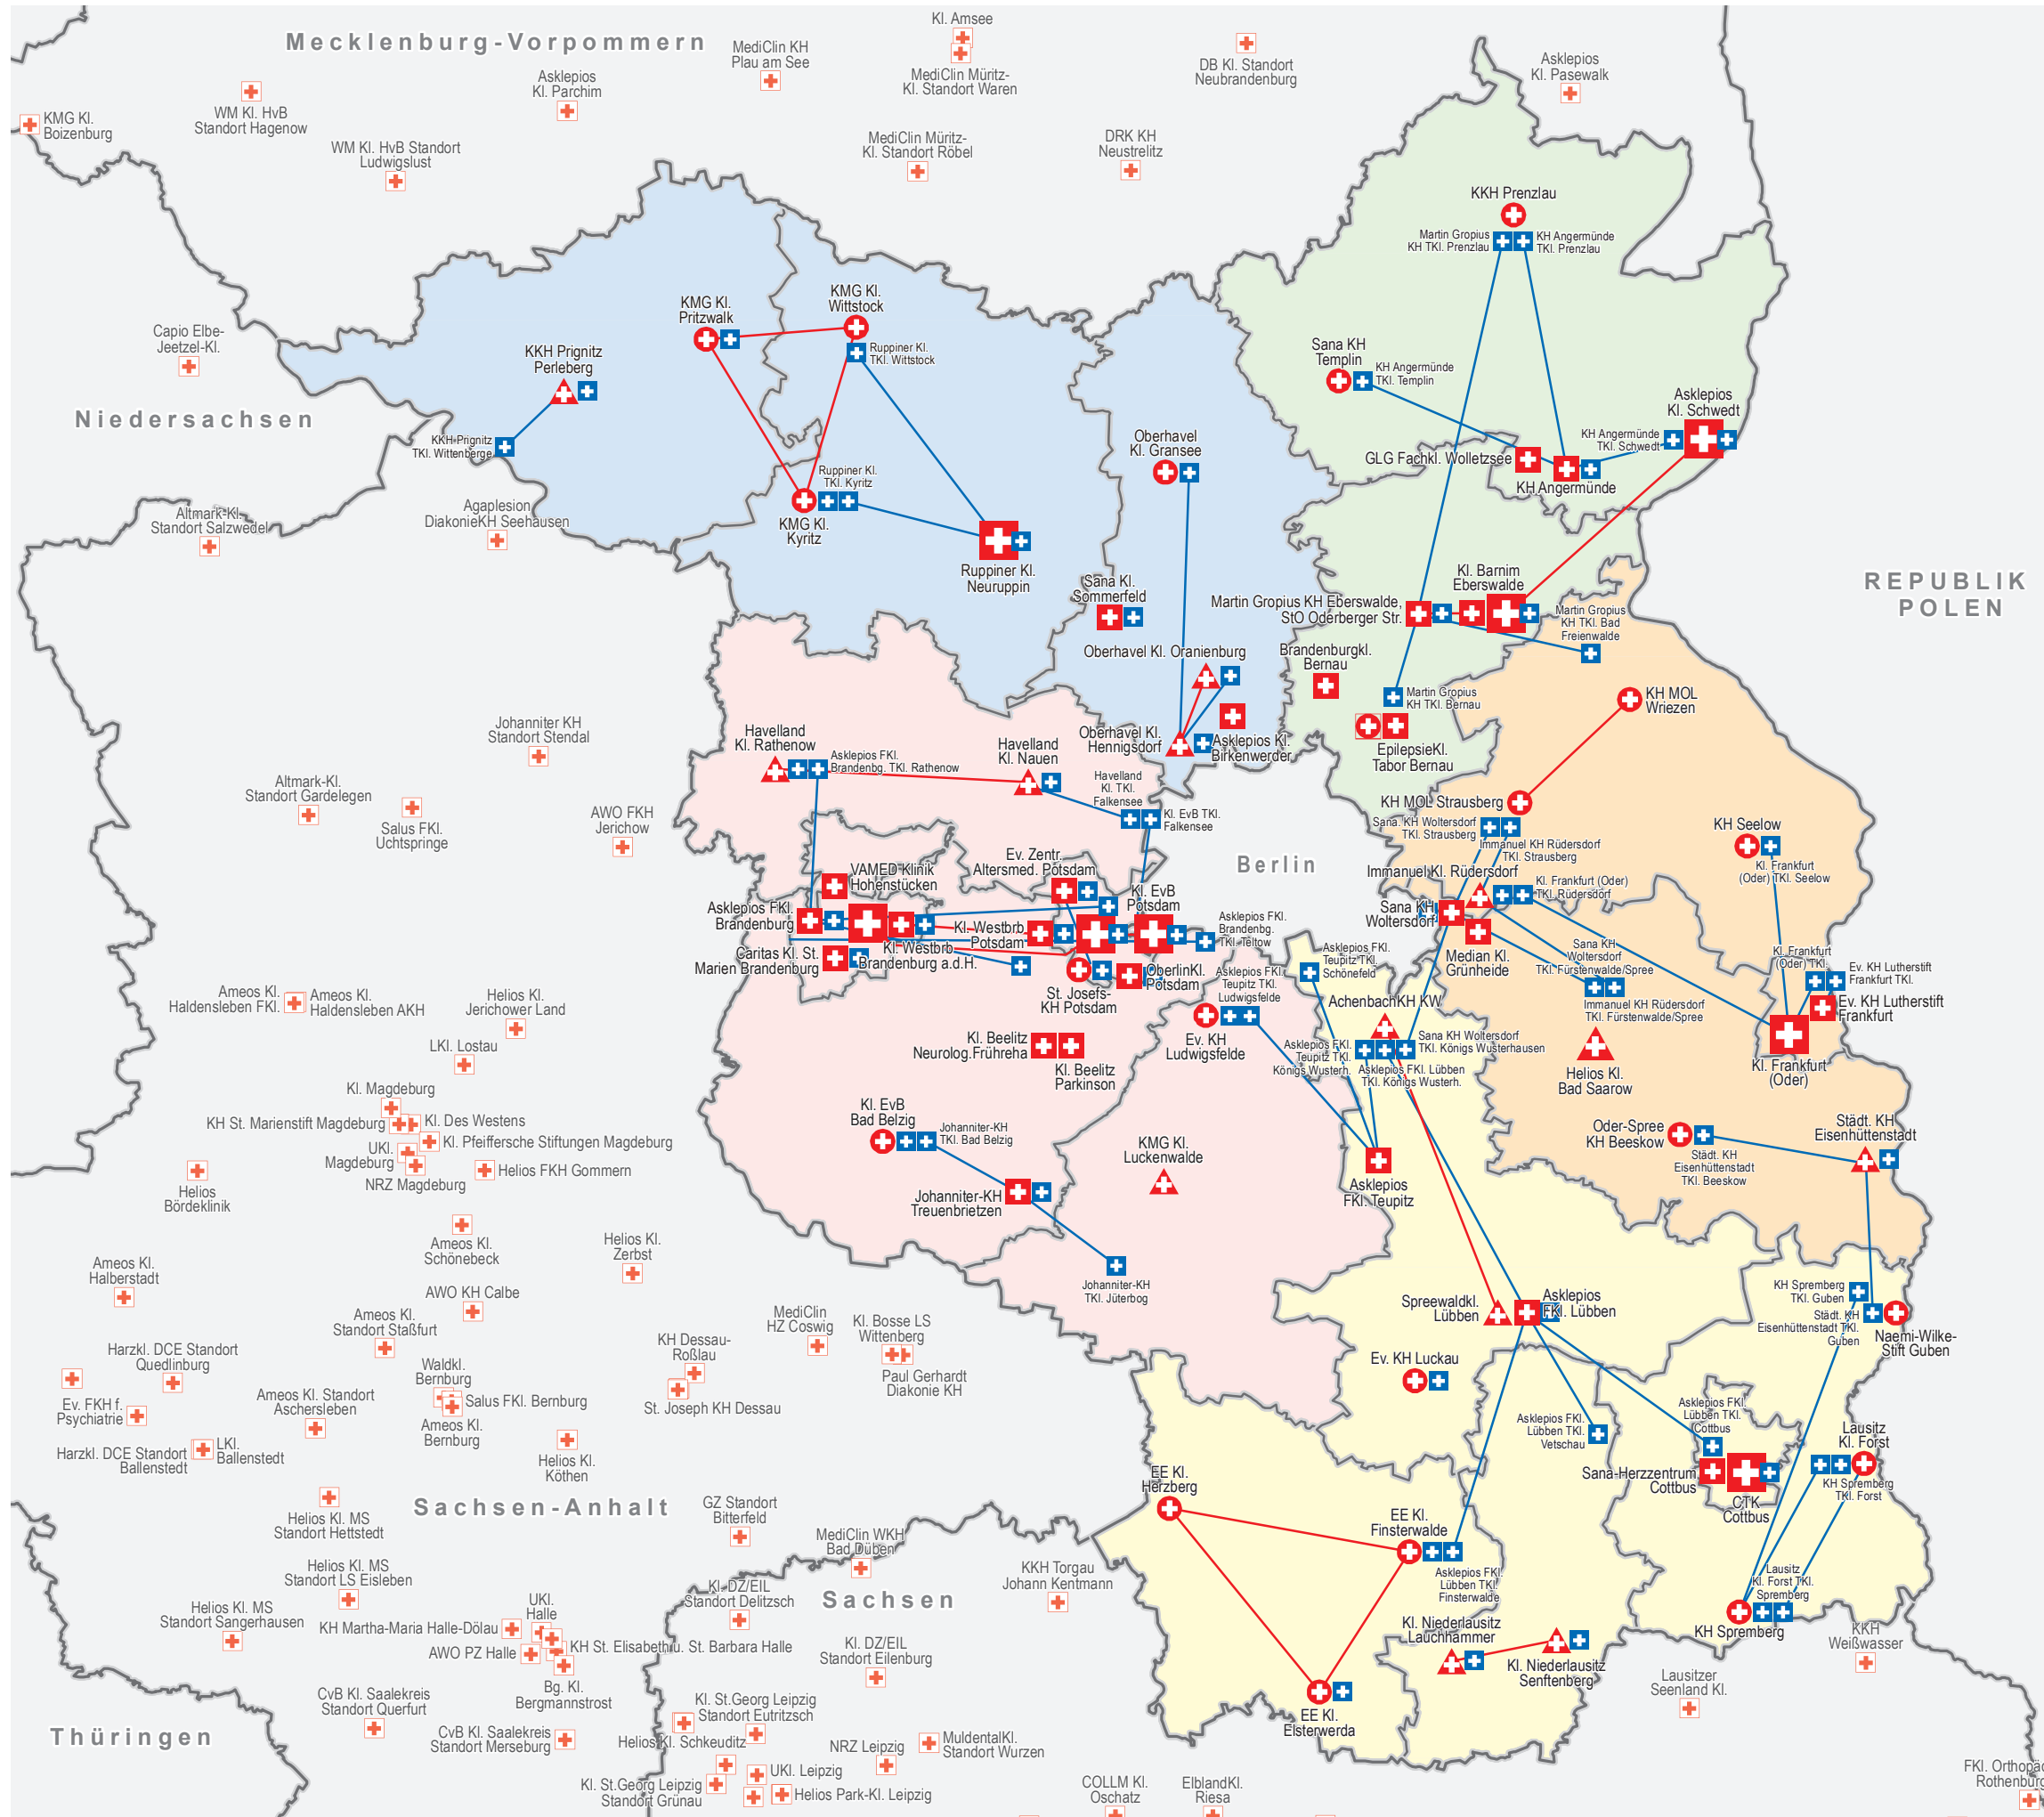 Mecklenburg-Vorpommern
Kl. Amsee
MediClin Müritz-
Kl. Standort Waren
MediClin KH
Plau am See
DB Kl. Standort
Neubrandenburg
Asklepios
Kl. Pasewalk
Asklepios
Kl. Parchim
WM Kl. HvB
Standort Hagenow
KMG Kl.
Boizenburg
WM Kl. HvB Standort
Ludwigslust
MediClin Müritz-
Kl. Standort Röbel
DRK KH
Neustrelitz
KKH Prenzlau
Martin Gropius
KH TKl. Prenzlau
KH Angermünde
TKl. Prenzlau
KMG Kl.
Pritzwalk
KMG Kl.
Wittstock
Ruppiner Kl.
TKl. Wittstock
Capio Elbe-
Jeetzel-Kl.
KKH Prignitz
Perleberg
Sana KH
Templin
KH Angermünde
TKl. Templin
Asklepios
Kl. Schwedt
KH Angermünde
TKl. Schwedt
Niedersachsen
KKH Prignitz
TKl. Wittenberge
Oberhavel
Kl. Gransee
GLG Fachkl. Wolletzsee
KH Angermünde
Ruppiner Kl.
TKl. Kyritz
KMG Kl.
Kyritz
Altmark-Kl.
Standort Salzwedel
Agaplesion
DiakonieKH Seehausen
Ruppiner Kl.
Neuruppin
Sana Kl.
Sommerfeld
Kl. Barnim
Eberswalde
Martin Gropius KH Eberswalde,
StO Oderberger Str.
Martin Gropius
KH TKl. Bad
Freienwalde
REPUBLIK
POLEN
Oberhavel Kl. Oranienburg
Brandenburgkl.
Bernau
Martin Gropius
KH TKl. Bernau
KH MOL
Wriezen
EpilepsieKl.
Tabor Bernau
Oberhavel Kl.
Hennigsdorf
Asklepios Kl.
Birkenwerder
Johanniter KH
Standort Stendal
Havelland
Kl. Rathenow
Asklepios FKl.
Brandenbg. TKl. Rathenow
Havelland
Kl. Nauen
Havelland
Kl. TKl.
Falkensee
Kl. EvB TKl.
Falkensee
Altmark-Kl.
Standort Gardelegen
Salus FKl.
Uchtspringe
AWO FKH
Jerichow
KH MOL Strausberg
Sana. KH Woltersdorf
TKl. Strausberg
Immanuel KH Rüdersdorf
TKl. Strausberg
KH Seelow
Kl. Frankfurt
(Oder) TKl. Seelow
Berlin
VAMED Klinik
Hohenstücken
Ev. Zentr.
Altersmed. Potsdam
Immanuel Kl. Rüdersdorf
Kl. Frankfurt (Oder)
TKl. Rüdersdorf
Kl. EvB
Potsdam
Asklepios FKl.
Brandenburg
Sana KH
Woltersdorf
Kl. Westbrb
Potsdam
Asklepios FKl.
Brandenbg.
TKl. Teltow
Caritas Kl. St.
Marien Brandenburg
Kl. Westbrb
Brandenburg a.d.H.
Median Kl.
Grünheide
Sana KH
Woltersdorf
TKl. Fürstenwalde/Spree
Asklepios FKl.
Teupitz TKl.
Schönefeld
Asklepios FKl.
Teupitz TKl.
Ludwigsfelde
OberlinKl.
Potsdam
Kl. Frankfurt
(Oder) TKl.
Ev. KH Lutherstift
Frankfurt TKl.
St. Josefs-
KH Potsdam
AchenbachKH KW
Immanuel KH Rüdersdorf
TKl. Fürstenwalde/Spree
Ev. KH Lutherstift
Frankfurt
Ameos Kl.
Haldensleben FKl.
Ameos Kl.
Haldensleben AKH
Helios Kl.
Jerichower Land
Ev. KH
Ludwigsfelde
Asklepios FKl.
Teupitz TKl.
Königs Wusterh.
Sana KH Woltersdorf
TKl. Königs Wusterhausen
Asklepios FKl. Lübben
TKl. Königs Wusterh.
Kl. Beelitz
Neurolog.Frühreha
Kl. Beelitz
Parkinson
Kl. Frankfurt
(Oder)
Helios Kl.
Bad Saarow
LKl. Lostau
Kl. Magdeburg
KH St. Marienstift Magdeburg
Kl. Des Westens
Kl. Pfeiffersche Stiftungen Magdeburg
UKl.
Magdeburg
NRZ Magdeburg
Helios FKH Gommern
Kl. EvB
Bad Belzig
Johanniter-KH
TKl. Bad Belzig
Oder-Spree
KH Beeskow
Städt. KH
Eisenhüttenstadt
TKl. Beeskow
Städt. KH
Eisenhüttenstadt
KMG Kl.
Luckenwalde
Asklepios
FKl. Teupitz
Helios
Bördeklinik
Johanniter-KH
Treuenbrietzen
Ameos Kl.
Schönebeck
Helios Kl.
Zerbst
Ameos Kl.
Halberstadt
AWO KH Calbe
Johanniter-KH
TKl. Jüterbog
KH Spremberg
TKl. Guben
Städt. KH
Eisenhüttenstadt TKl.
Guben
Naemi-Wilke-
Stift Guben
Spreewaldkl.
Lübben
Asklepios
FKl. Lübben
Ameos Kl.
Standort Staßfurt
MediClin
HZ Coswig
Kl. Bosse LS
Wittenberg
Paul Gerhardt
Diakonie KH
KH Dessau-
Roßlau
St. Joseph KH Dessau
Harzkl. DCE Standort
Quedlinburg
Ev. FKH f.
Psychiatrie
Waldkl.
Bernburg
Salus FKl. Bernburg
Ameos Kl.
Bernburg
Ameos Kl. Standort
Aschersleben
Ev. KH Luckau
Harzkl. DCE Standort
Ballenstedt
LKl.
Ballenstedt
Helios Kl.
Köthen
Asklepios FKl.
Lübben TKl.
Vetschau
Asklepios FKl.
Lübben TKl.
Cottbus
Lausitz
Kl. Forst
KH Spremberg
TKl. Forst
Sana-Herzzentrum
Cottbus
CTK
Cottbus
EE Kl.
Herzberg
EE Kl.
Finsterwalde
Asklepios FKl.
Lübben TKl.
Finsterwalde
Sachsen-Anhalt
Helios Kl. MS
Standort Hettstedt
GZ Standort
Bitterfeld
MediClin WKH
Bad Düben
KKH Torgau
Johann Kentmann
Sachsen
Helios Kl. MS
Standort LS Eisleben
Helios Kl. MS
Standort Sangerhausen
UKl.
Halle
KH Martha-Maria Halle-Dölau
AWO PZ Halle
KH St. Elisabeth u. St. Barbara Halle
Bg. Kl.
Bergmannstrost
Kl. DZ/EIL
Standort Delitzsch
Kl. DZ/EIL
Standort Eilenburg
Lausitz
Kl. Forst TKl.
Spremberg
KH Spremberg
KKH
Weißwasser
Kl. Niederlausitz
Lauchhammer
Kl. Niederlausitz
Senftenberg
Lausitzer
Seenland Kl.
EE Kl.
Elsterwerda
CvB Kl. Saalekreis
Standort Querfurt
CvB Kl. Saalekreis
Standort Merseburg
Thüringen
Kl. St.Georg Leipzig
Standort Eutritzsch
Helios Kl. Schkeuditz
NRZ Leipzig
MuldentalKl.
Standort Wurzen
UKl. Leipzig
Kl. St.Georg Leipzig
Standort Grünau
Helios Park-Kl. Leipzig
COLLM Kl.
Oschatz
ElblandKl.
Riesa
FKl. Orthopäd
Rothenburg